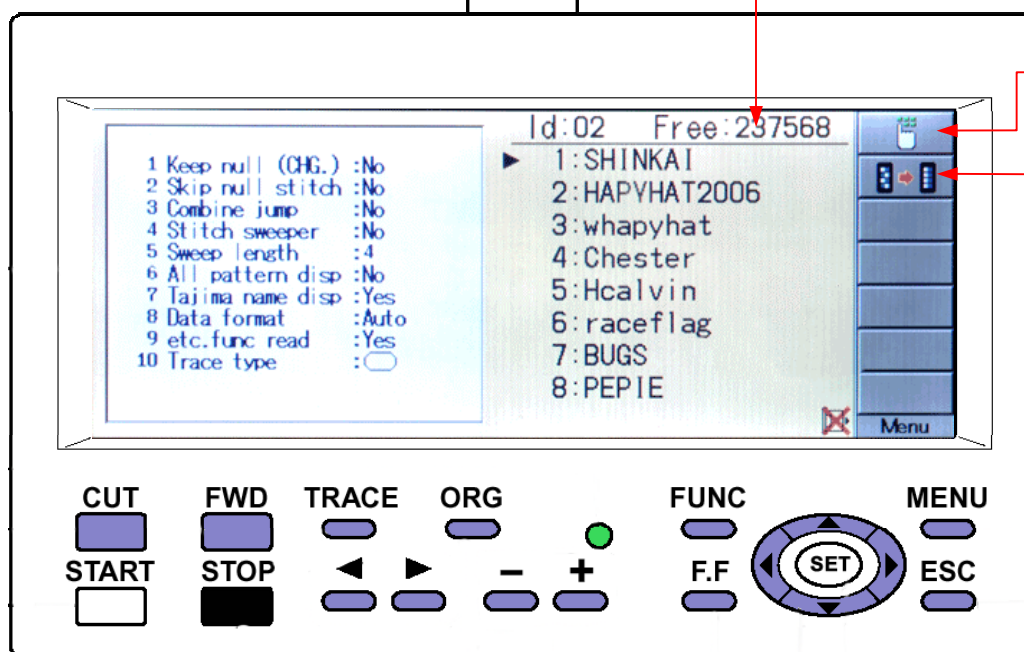 Id:02 Free:237568
1 Keep null (CHG.) :No
2 Skip null stitch :No
3 Combine jump :No
4 Stitch sweeper :No
5 Sweep length :4
6 All pattern disp :No
7 Tajima name disp :Yes
8 Data format :Auto
9 etc.func read :Yes
10 Trace type :
1:SHINKAI
2:HAPYHAT2006
3:whapyhat
4:Chester
5:Hcalvin
6:raceflag
7:BUGS
8:PEPIE
Menu
CUT FWD TRACE ORG FUNC MENU
START STOP – + F.F SET ESC